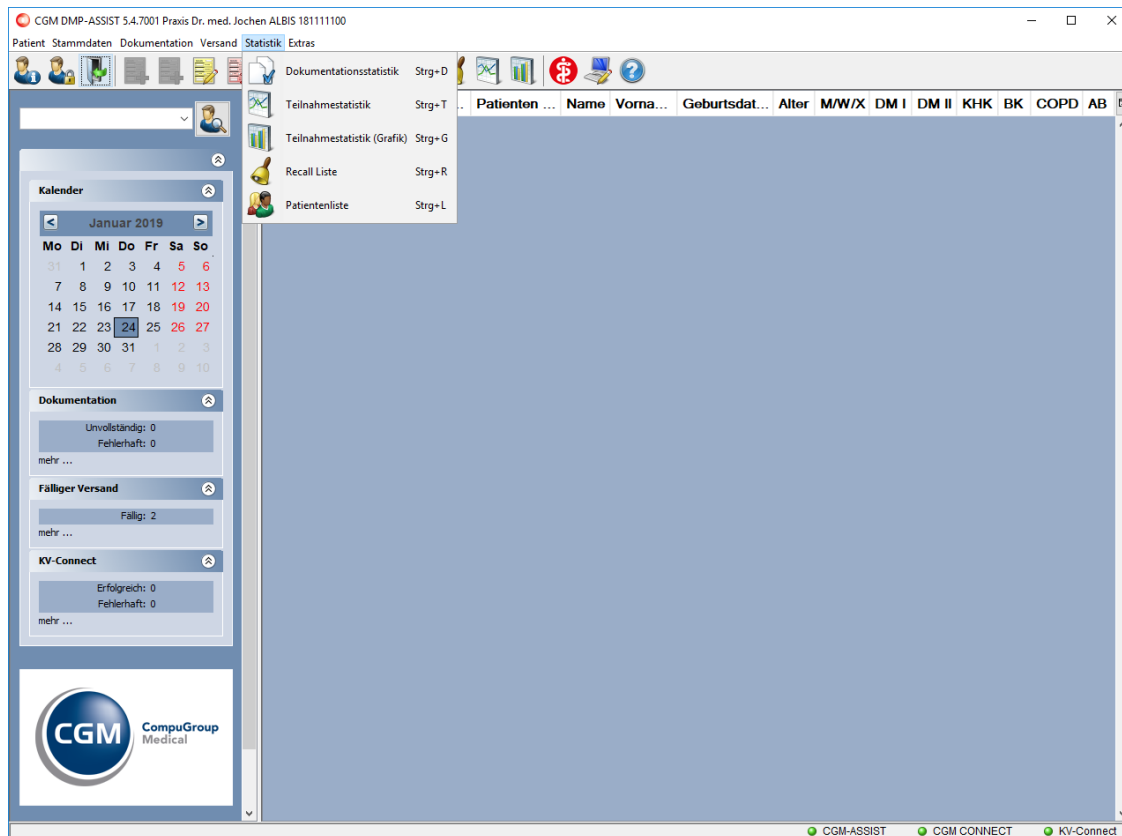 CGM DMP-ASSIST 5.4.7001 Praxis Dr. med. Jochen ALBIS 181111100
Patient Stammdaten Dokumentation Versand Statistik Extras
Dokumentationsstatistik Strg+D
Teilnahmestatistik Strg+T
Teilnahmestatistik (Grafik) Strg+G
Recall Liste Strg+R
Patientenliste Strg+L
.. Patienten ... Name Vorna... Geburtsdat... Alter M/W/X DM I DM II KHK BK COPD AB
Kalender
< Januar 2019 >
Mo Di Mi Do Fr Sa So
31 1 2 3 4 5 6
7 8 9 10 11 12 13
14 15 16 17 18 19 20
21 22 23 24 25 26 27
28 29 30 31 1 2 3
4 5 6 7 8 9 10
Dokumentation
Unvollständig: 0
Fehlerhaft: 0
mehr ...
Fälliger Versand
Fällig: 2
mehr ...
KV-Connect
Erfolgreich: 0
Fehlerhaft: 0
mehr ...
CGM CompuGroup
Medical
CGM-ASSIST CGM CONNECT KV-Connect